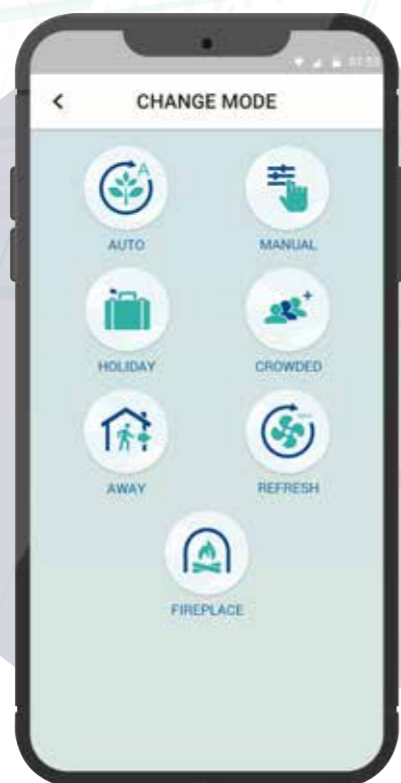 CHANGE MODE
A
AUTO
MANUAL
HOLIDAY
CROWDED
AWAY
REFRESH
FIREPLACE